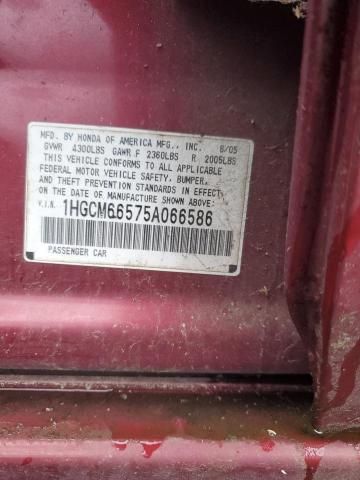 MFD. BY HONDA OF AMERICA MFG., INC. 8/05
GVWR 4300LBS GAWR F 2360LBS R 2005LBS
THIS VEHICLE CONFORMS TO ALL APPLICABLE
FEDERAL MOTOR VEHICLE SAFETY, BUMPER,
AND THEFT PREVENTION STANDARDS IN EFFECT
ON THE DATE OF MANUFACTURE SHOWN ABOVE:
V.I.N. 1HGCM66575A066586
PASSENGER CAR